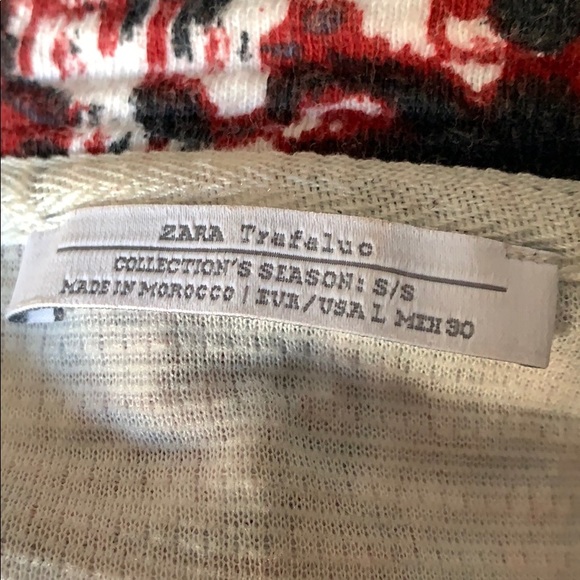 ZARA Trafaluc
COLLECTION'S SEASON: S/S
MADE IN MOROCCO | EUR/USA L MEX 30